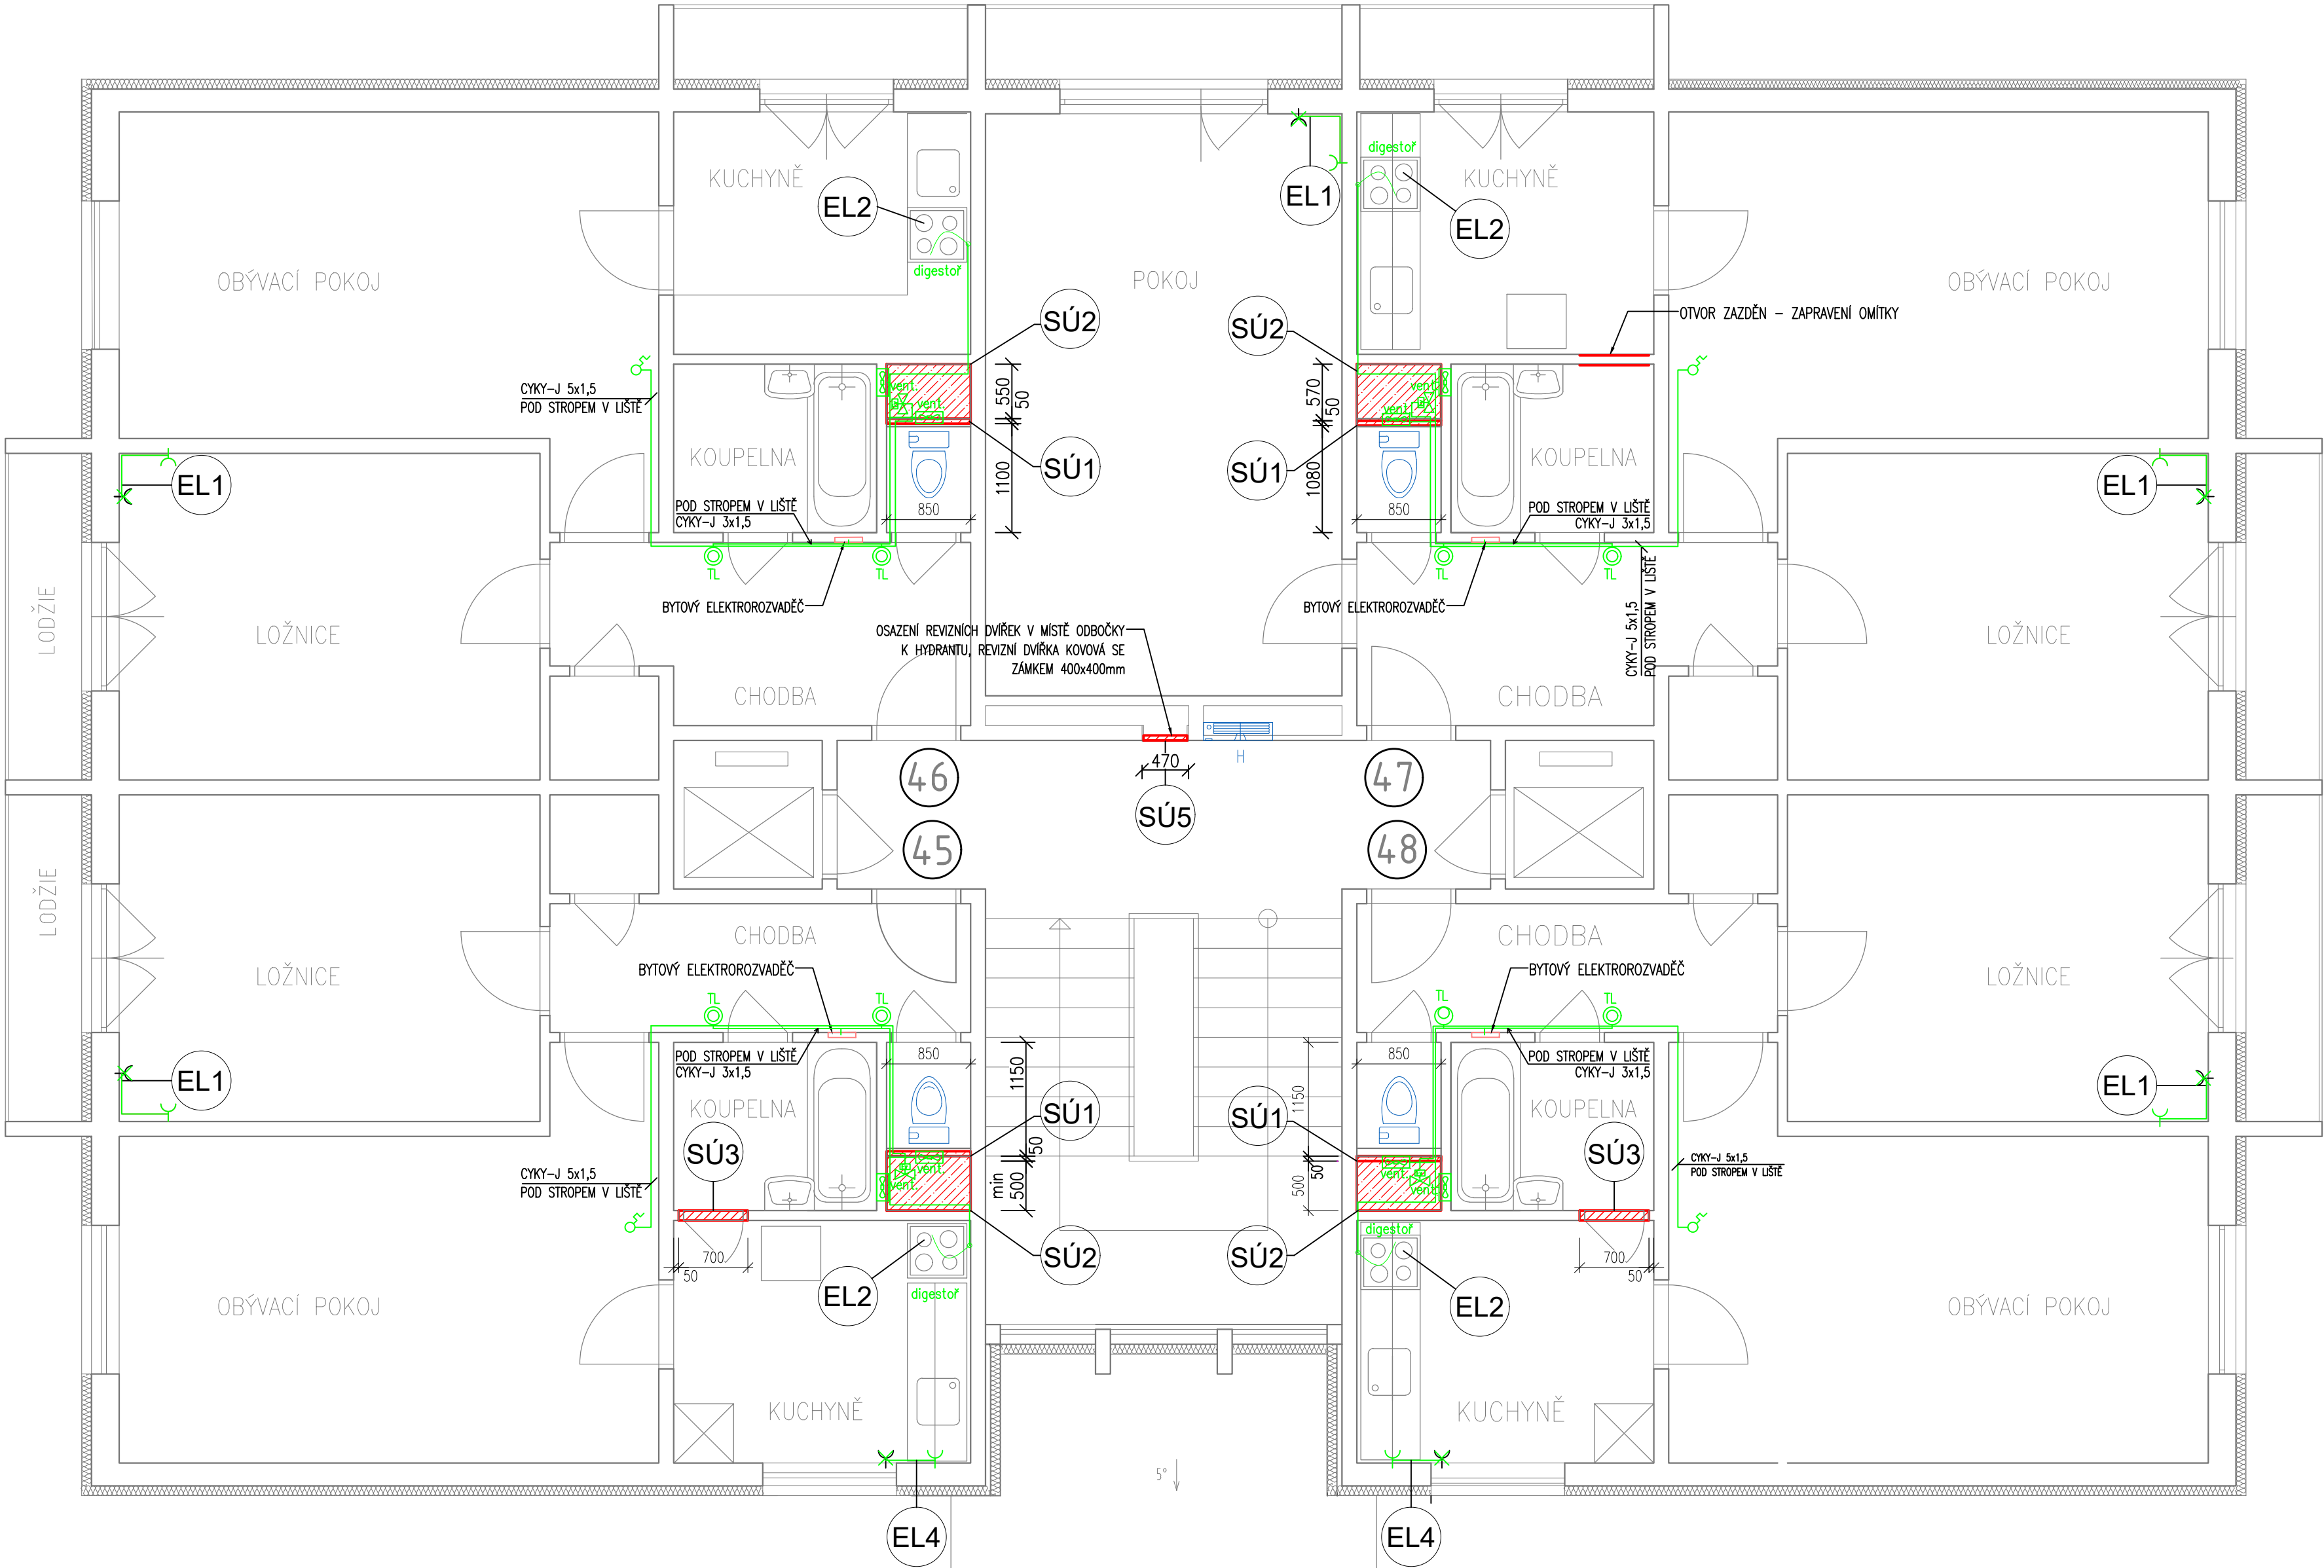 KUCHYNĚ
EL2
digestoř
EL1
digestoř
KUCHYNĚ
EL2
OBÝVACÍ POKOJ
POKOJ
OBÝVACÍ POKOJ
SÚ2
SÚ2
OTVOR ZAZDĚN – ZAPRAVENÍ OMÍTKY
CYKY-J 5x1,5
POD STROPEM V LIŠTĚ
vent.
vent.
550
50
570
50
vent.
vent.
KOUPELNA
SÚ1
SÚ1
KOUPELNA
EL1
EL1
POD STROPEM V LIŠTĚ
CYKY-J 3x1,5
850
1100
1080
850
POD STROPEM V LIŠTĚ
CYKY-J 3x1,5
TL
TL
TL
TL
LODŽIE
LOŽNICE
BYTOVÝ ELEKTROROZVADĚČ
BYTOVÝ ELEKTROROZVADĚČ
CYKY-J 5x1,5
POD STROPEM V LIŠTĚ
LOŽNICE
OSAZENÍ REVIZNÍCH DVÍŘEK V MÍSTĚ ODBOČKY
K HYDRANTU, REVIZNÍ DVÍŘKA KOVOVÁ SE
ZÁMKEM 400x400mm
CHODBA
CHODBA
H
46
470
47
SÚ5
45
48
LODŽIE
CHODBA
CHODBA
LOŽNICE
BYTOVÝ ELEKTROROZVADĚČ
BYTOVÝ ELEKTROROZVADĚČ
LOŽNICE
TL
TL
TL
TL
POD STROPEM V LIŠTĚ
CYKY-J 3x1,5
850
1150
1150
850
POD STROPEM V LIŠTĚ
CYKY-J 3x1,5
EL1
EL1
KOUPELNA
SÚ1
SÚ1
KOUPELNA
SÚ3
50
50
SÚ3
CYKY-J 5x1,5
POD STROPEM V LIŠTĚ
vent.
vent.
min
500
500
vent.
vent.
CYKY-J 5x1,5
POD STROPEM V LIŠTĚ
700
50
SÚ2
SÚ2
digestoř
700
50
EL2
digestoř
EL2
OBÝVACÍ POKOJ
OBÝVACÍ POKOJ
KUCHYNĚ
KUCHYNĚ
5°
EL4
EL4